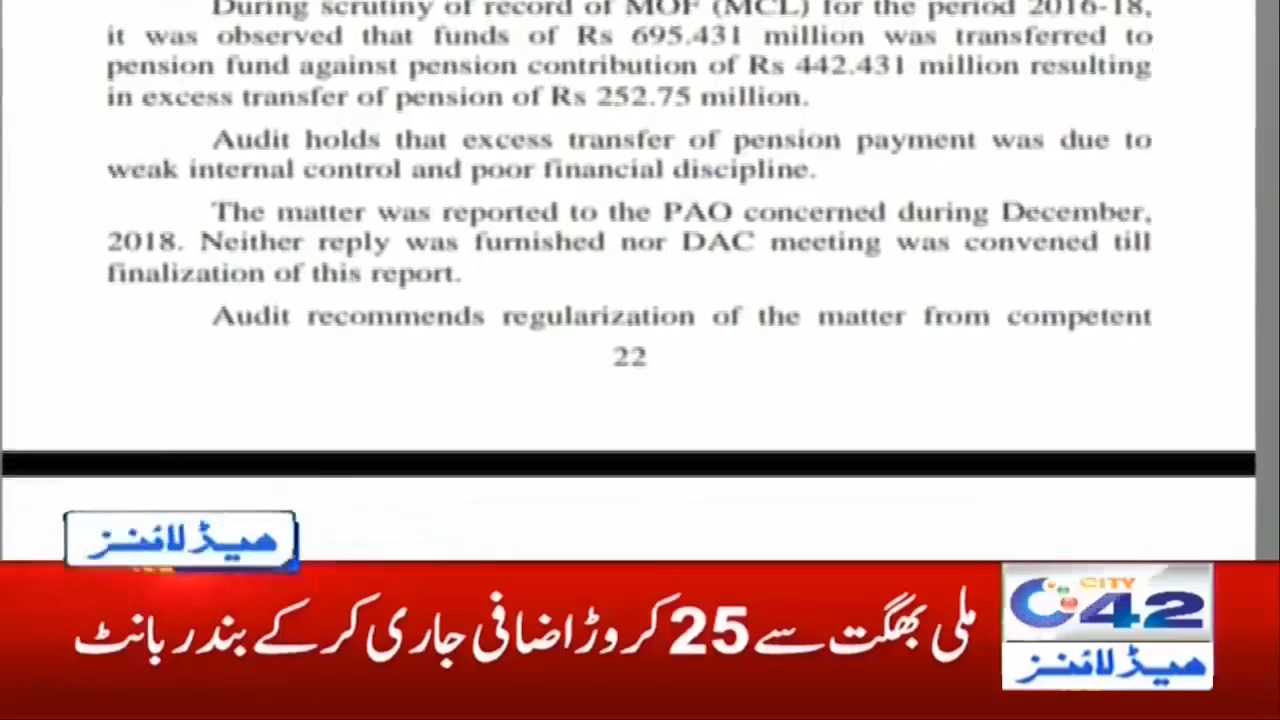 During scrutiny of record of MOF (MCL) for the period 2016-18,
it was observed that funds of Rs 695.431 million was transferred to
pension fund against pension contribution of Rs 442.431 million resulting
in excess transfer of pension of Rs 252.75 million.
Audit holds that excess transfer of pension payment was due to
weak internal control and poor financial discipline.
The matter was reported to the PAO concerned during December,
2018. Neither reply was furnished nor DAC meeting was convened till
finalization of this report.
Audit recommends regularization of the matter from competent
22
ھیڈلائنز
ملی بھگت سے 25 کروڑ اضافی جاری کر کے بندر بانٹ
CITY
42
ھیڈلائنز